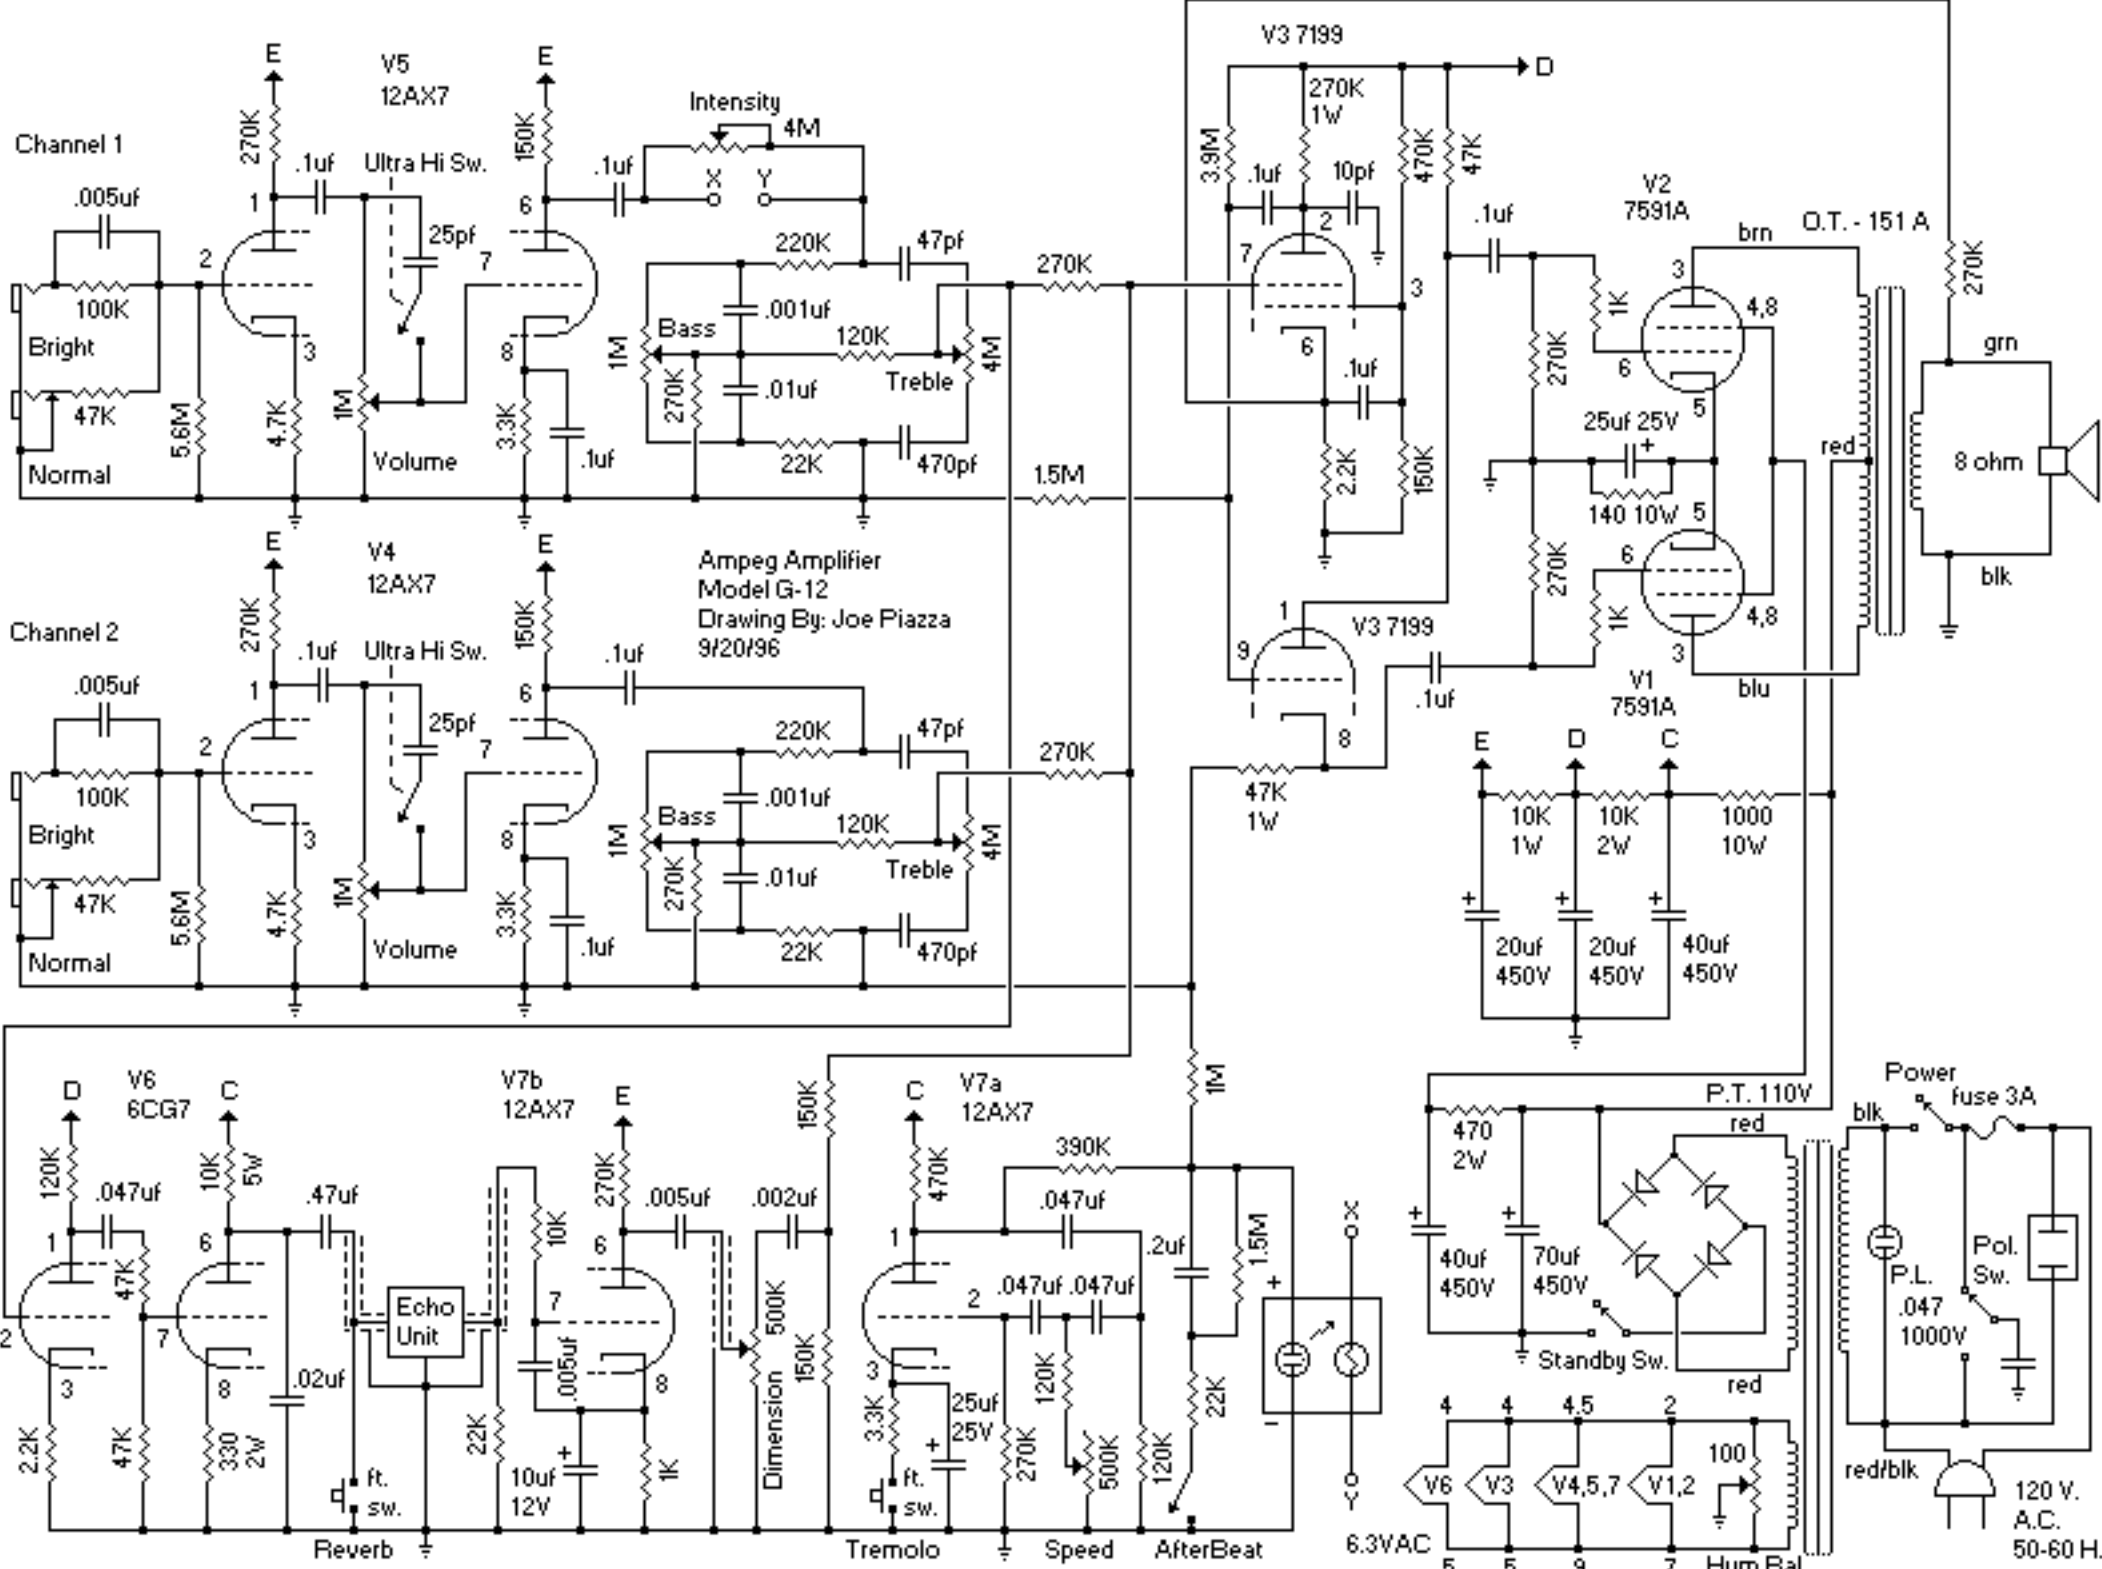 E
V5
12AX7
E
Intensity
4M
V3 7199
D
Channel 1
270K
150K
.1uf
Ultra Hi Sw.
.1uf
X
Y
.005uf
1
6
25pf
2
7
100K
Bright
3
8
47K
5.6M
4.7K
1M
3.3K
.1uf
Normal
Volume
220K
47pf
.001uf
Bass
1M
120K
4M
Treble
270K
.01uf
22K
470pf
270K
1.5M
3.9M
270K
1W
470K
47K
.1uf
10pf
2
7
3
6
.1uf
2.2K
150K
V2
7591A
O.T. - 151 A
.1uf
brn
3
4,8
1K
6
5
270K
25uf 25V
+
140 10W
red
270K
grn
8 ohm
blk
5
6
270K
1K
4,8
3
V1
7591A
blu
.1uf
1
V3 7199
9
8
47K
1W
E
V4
12AX7
E
Ampeg Amplifier
Model G-12
Drawing By: Joe Piazza
9/20/96
Channel 2
270K
150K
.1uf
Ultra Hi Sw.
.1uf
.005uf
1
6
25pf
2
7
100K
Bright
3
8
47K
5.6M
4.7K
1M
3.3K
.1uf
Normal
Volume
220K
47pf
.001uf
Bass
1M
120K
4M
Treble
270K
.01uf
22K
470pf
270K
E
D
C
10K
1W
10K
2W
1000
10W
+
+
+
20uf
450V
20uf
450V
40uf
450V
D
V6
6CG7
C
V7b
12AX7
E
150K
C
V7a
12AX7
1M
120K
.047uf
10K
5W
.47uf
10K
270K
.005uf
.002uf
470K
390K
.047uf
1
6
47K
6
1
.2uf
1.5M
Echo
Unit
7
500K
150K
2
.047uf
.047uf
2
7
3
8
.02uf
.005uf
8
3
2.2K
47K
330
2W
22K
+
10uf
12V
1K
Dimension
3.3K
25uf
25V
+
270K
120K
500K
120K
22K
ft.
sw.
ft.
sw.
Reverb
Tremolo
Speed
AfterBeat
+
−
X
Y
6.3VAC
P.T. 110V
470
2W
red
+
+
40uf
450V
70uf
450V
Standby Sw.
red
Power
fuse 3A
blk
P.L.
Pol.
Sw.
.047
1000V
4
4
4.5
2
V6
V3
V4,5,7
V1,2
100
5
5
9
7
Hum Bal
red/blk
120 V.
A.C.
50-60 H.